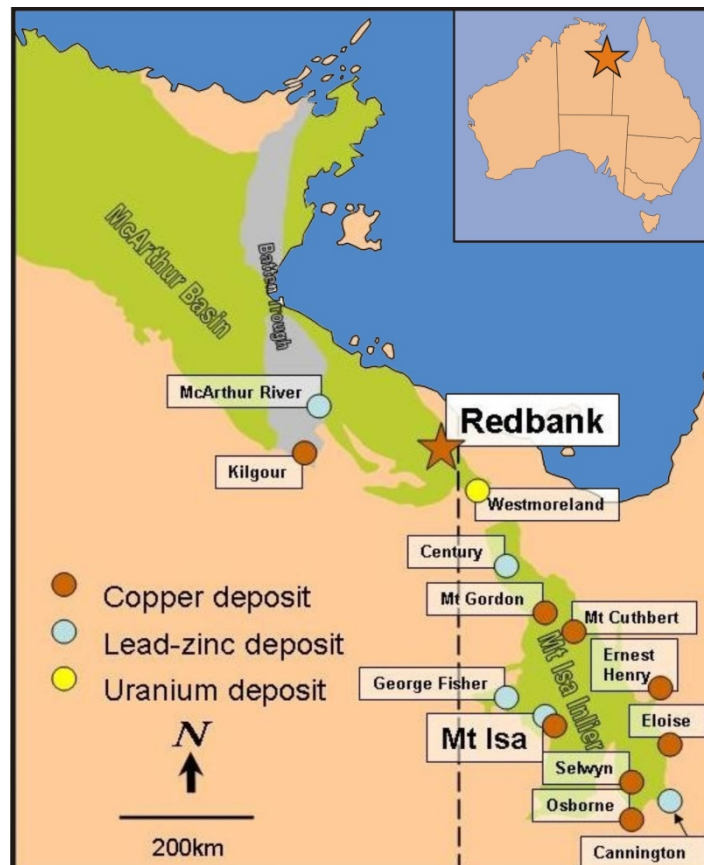 McArthur Basin
Batten Trough
McArthur River
Redbank
Kilgour
Westmoreland
Century
Copper deposit
Mt Gordon
Mt Cuthbert
Lead-zinc deposit
Ernest
Henry
Uranium deposit
George Fisher
Mt Isa Inlier
Eloise
N
Mt Isa
Selwyn
Osborne
200km
Cannington